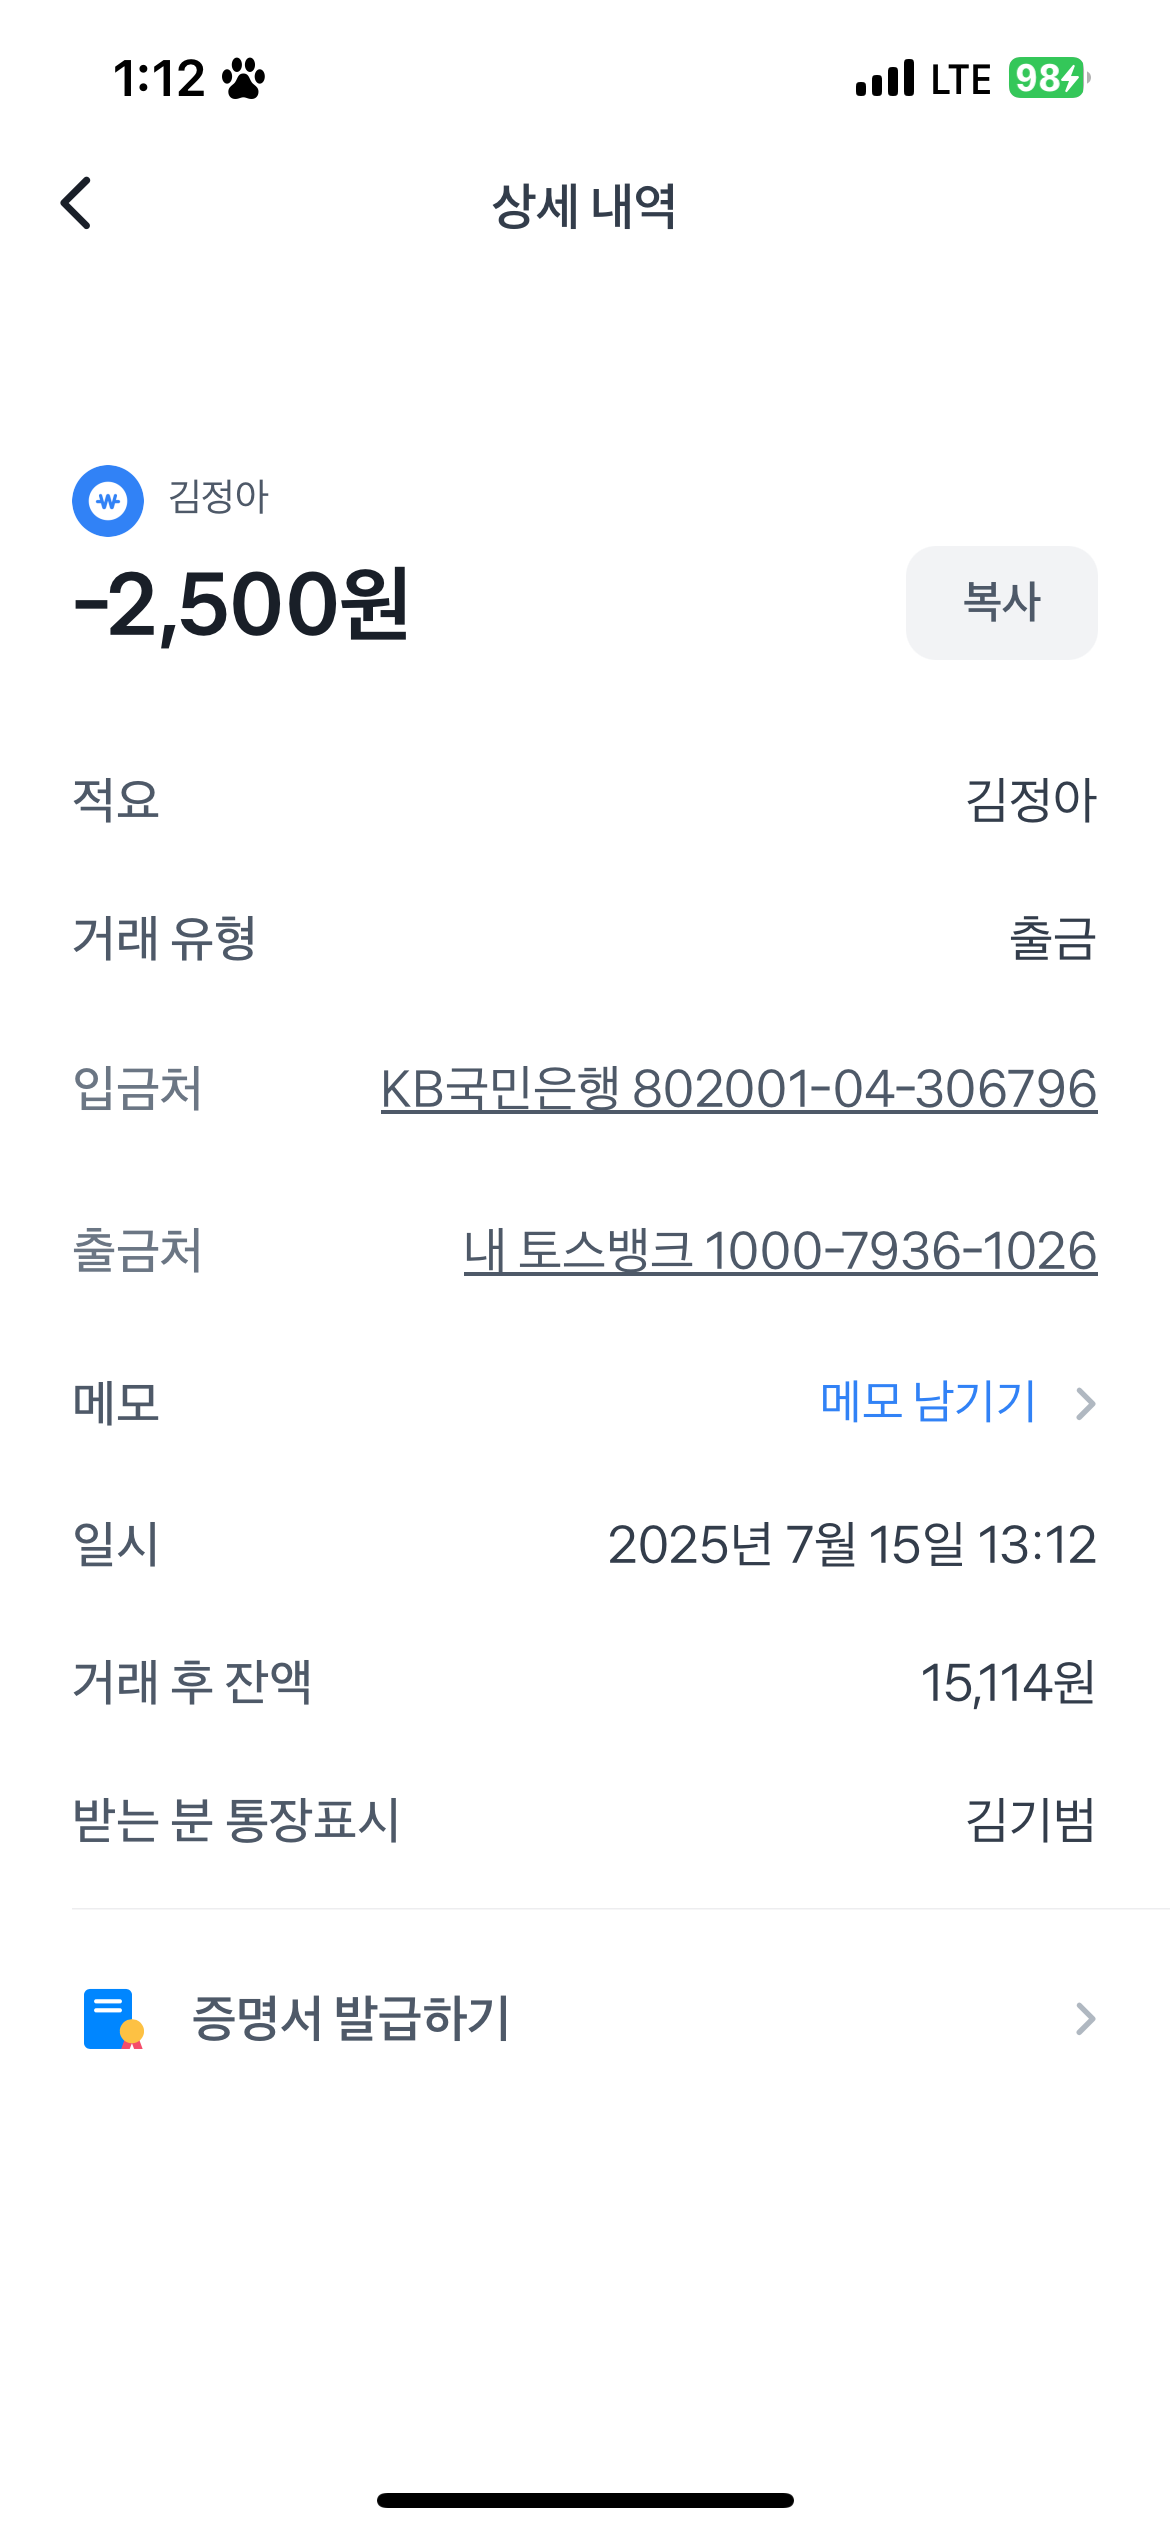 1:12
LTE 98
상세 내역
김정아
-2,500원
복사
적요 김정아
거래 유형 출금
입금처 KB국민은행 802001-04-306796
출금처 내 토스뱅크 1000-7936-1026
메모 메모 남기기
일시 2025년 7월 15일 13:12
거래 후 잔액 15,114원
받는 분 통장표시 김기범
증명서 발급하기